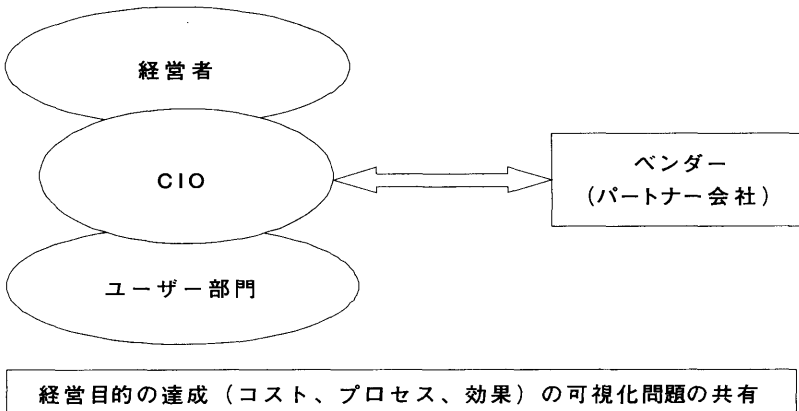 経営者
CIO
ベンダー
(パートナー会社)
ユーザー部門
経営目的の達成(コスト、プロセス、効果)の可視化問題の共有